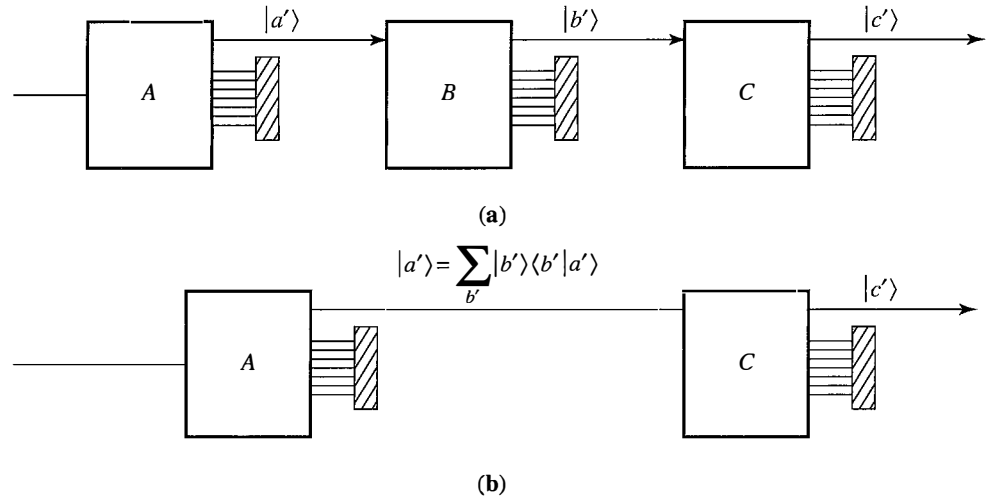 |a′⟩ |b′⟩ |c′⟩
A B C
(a)
|a′⟩ = ∑ |b′⟩⟨b′|a′⟩
b′
|c′⟩
A C
(b)